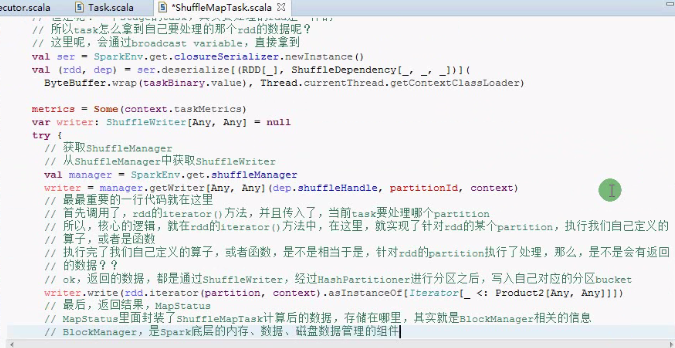 ecutor.scala Task.scala *ShuffleMapTask.scala
// 所以task怎么拿到自己要处理的那个rdd的数据呢?
// 这里呢,会通过broadcast variable,直接拿到
val ser = SparkEnv.get.closureSerializer.newInstance()
val (rdd, dep) = ser.deserialize[(RDD[_], ShuffleDependency[_, _, _])](
ByteBuffer.wrap(taskBinary.value), Thread.currentThread.getContextClassLoader)
metrics = Some(context.taskMetrics)
var writer: ShuffleWriter[Any, Any] = null
try {
// 获取ShuffleManager
// 从ShuffleManager中获取ShuffleWriter
val manager = SparkEnv.get.shuffleManager
writer = manager.getWriter[Any, Any](dep.shuffleHandle, partitionId, context)
// 最最重要的一行代码就在这里
// 首先调用了,rdd的iterator()方法,并且传入了,当前task要处理哪个partition
// 所以,核心的逻辑,就在rdd的iterator()方法中,在这里,就实现了针对rdd的某个partition,执行我们自己定义的
// 算子,或者是函数
// 执行完了我们自己定义的算子,或者函数,是不是相当于是,针对rdd的partition执行了处理,那么,是不是会有返回
// 的数据??
// ok,返回的数据,都是通过ShuffleWriter,经过HashPartitioner进行分区之后,写入自己对应的分区bucket
writer.write(rdd.iterator(partition, context).asInstanceOf[Iterator[_ <: Product2[Any, Any]]])
// 最后,返回结果,MapStatus
// MapStatus里面封装了ShuffleMapTask计算后的数据,存储在哪里,其实就是BlockManager相关的信息
// BlockManager,是Spark底层的内存、数据、磁盘数据管理的组件